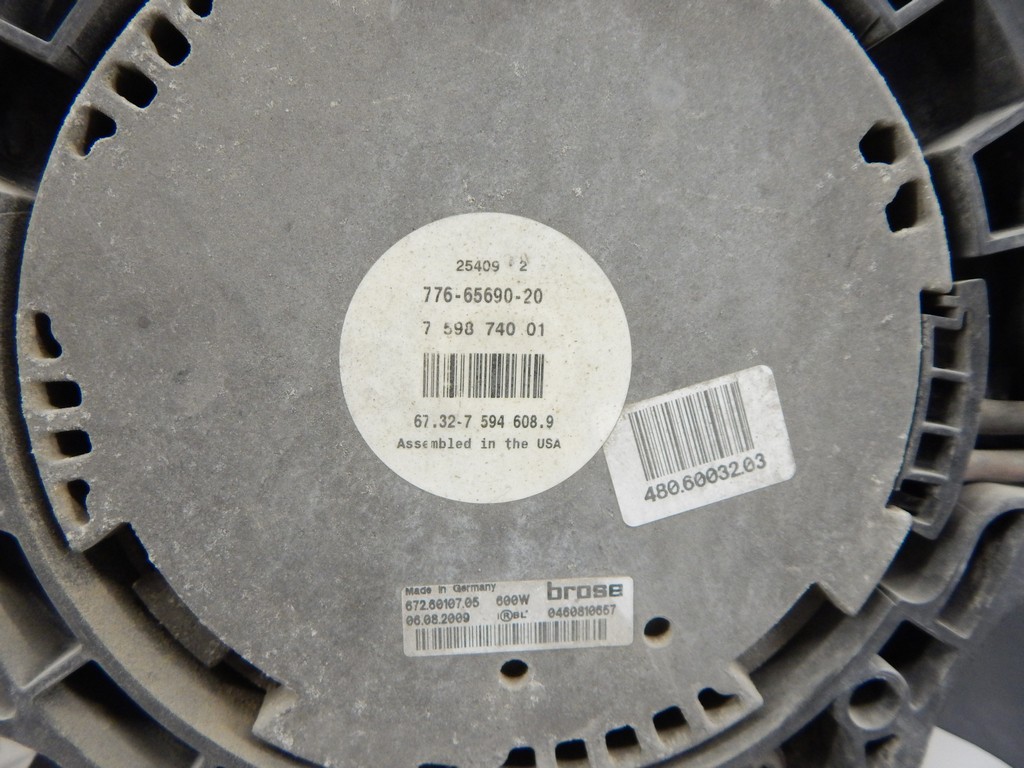 25409 2
776-65690-20
7 598 740 01
67.32-7 594 608.9
Assembled in the USA
480.6003203
Made in Germany
brose
672.60107.05 600W
06.08.2009 0460810657